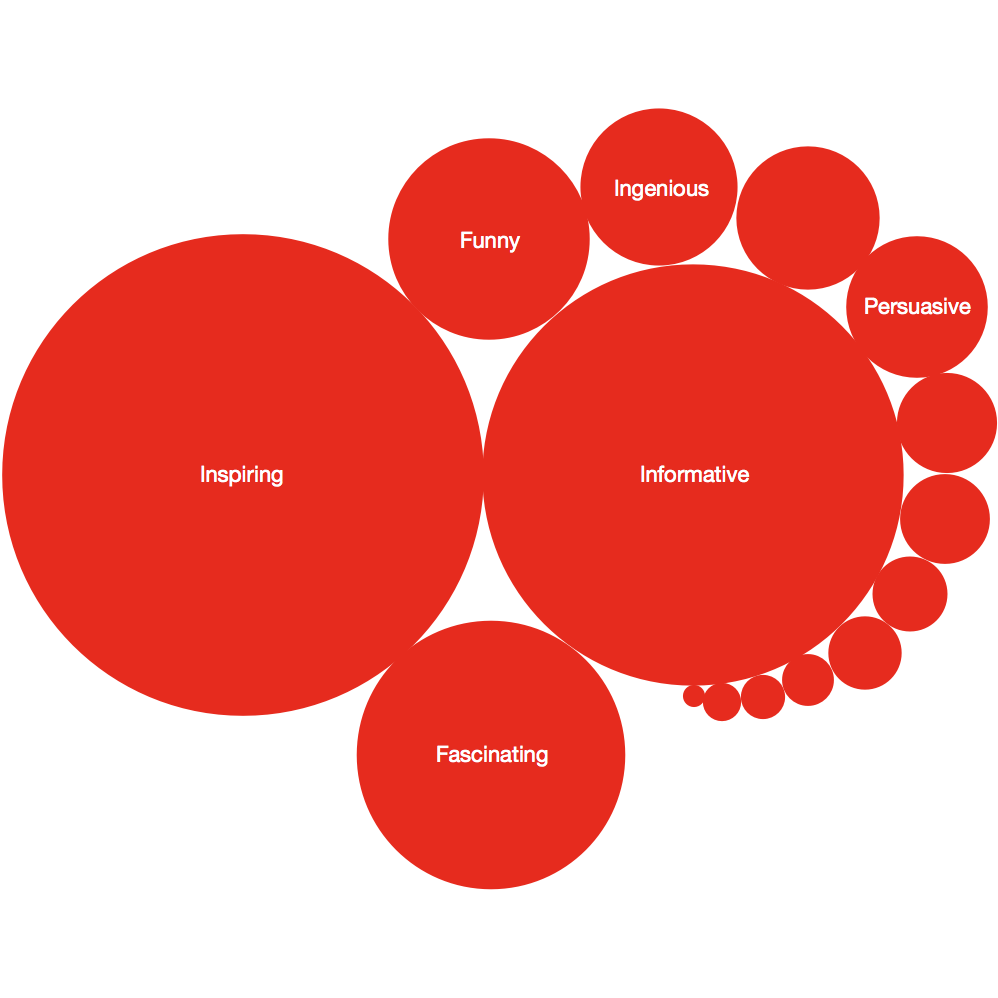 Ingenious
Funny
Persuasive
Inspiring
Informative
Fascinating